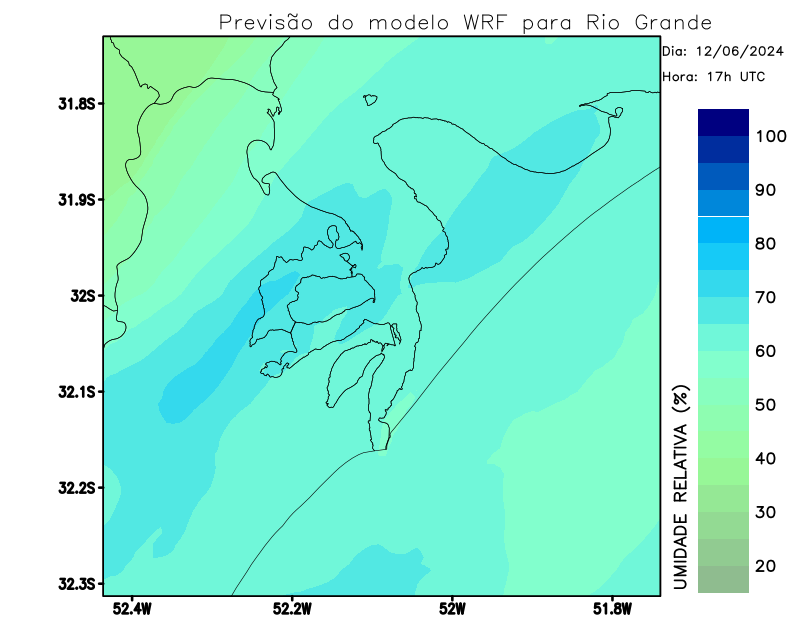 Previsão do modelo WRF para Rio Grande
Dia: 12/06/2024
Hora: 17h UTC
31.8S
31.9S
32S
32.1S
32.2S
32.3S
52.4W
52.2W
52W
51.8W
UMIDADE RELATIVA (%)
100
90
80
70
60
50
40
30
20